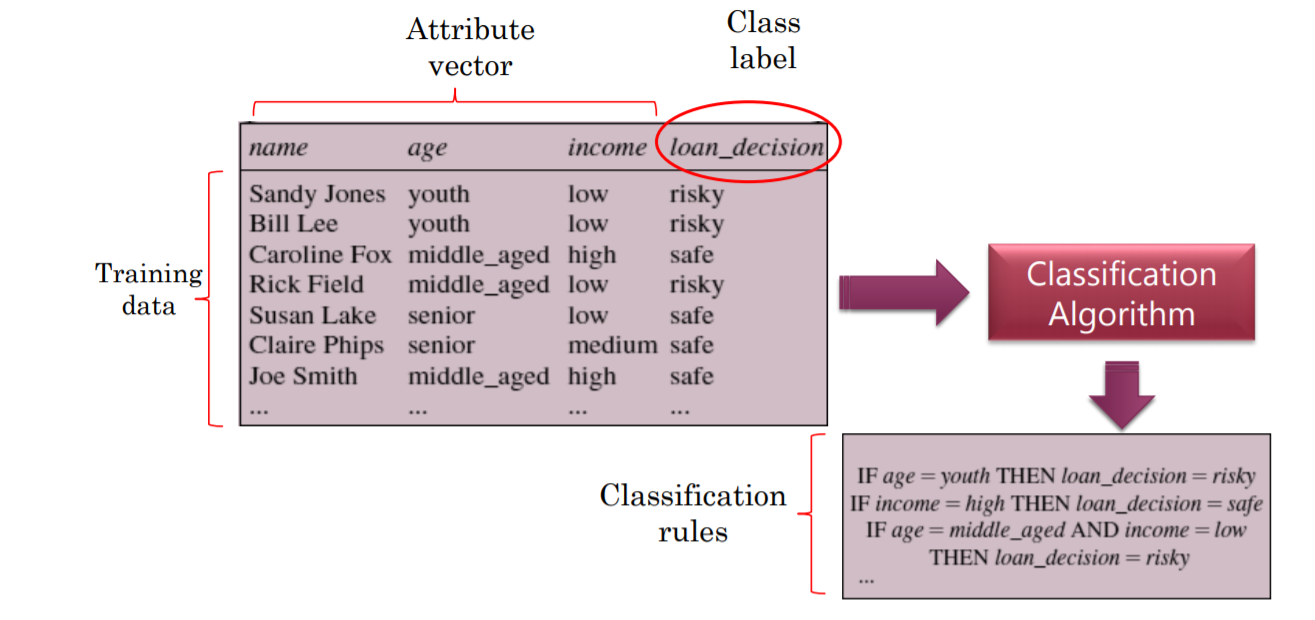 Attribute
vector
Class
label
name age income loan_decision
Training
data
Sandy Jones youth low risky
Bill Lee youth low risky
Caroline Fox middle_aged high safe
Rick Field middle_aged low risky
Susan Lake senior low safe
Claire Phips senior medium safe
Joe Smith middle_aged high safe
... ... ... ...
Classification
Algorithm
Classification
rules
IF age = youth THEN loan_decision = risky
IF income = high THEN loan_decision = safe
IF age = middle_aged AND income = low
THEN loan_decision = risky
...